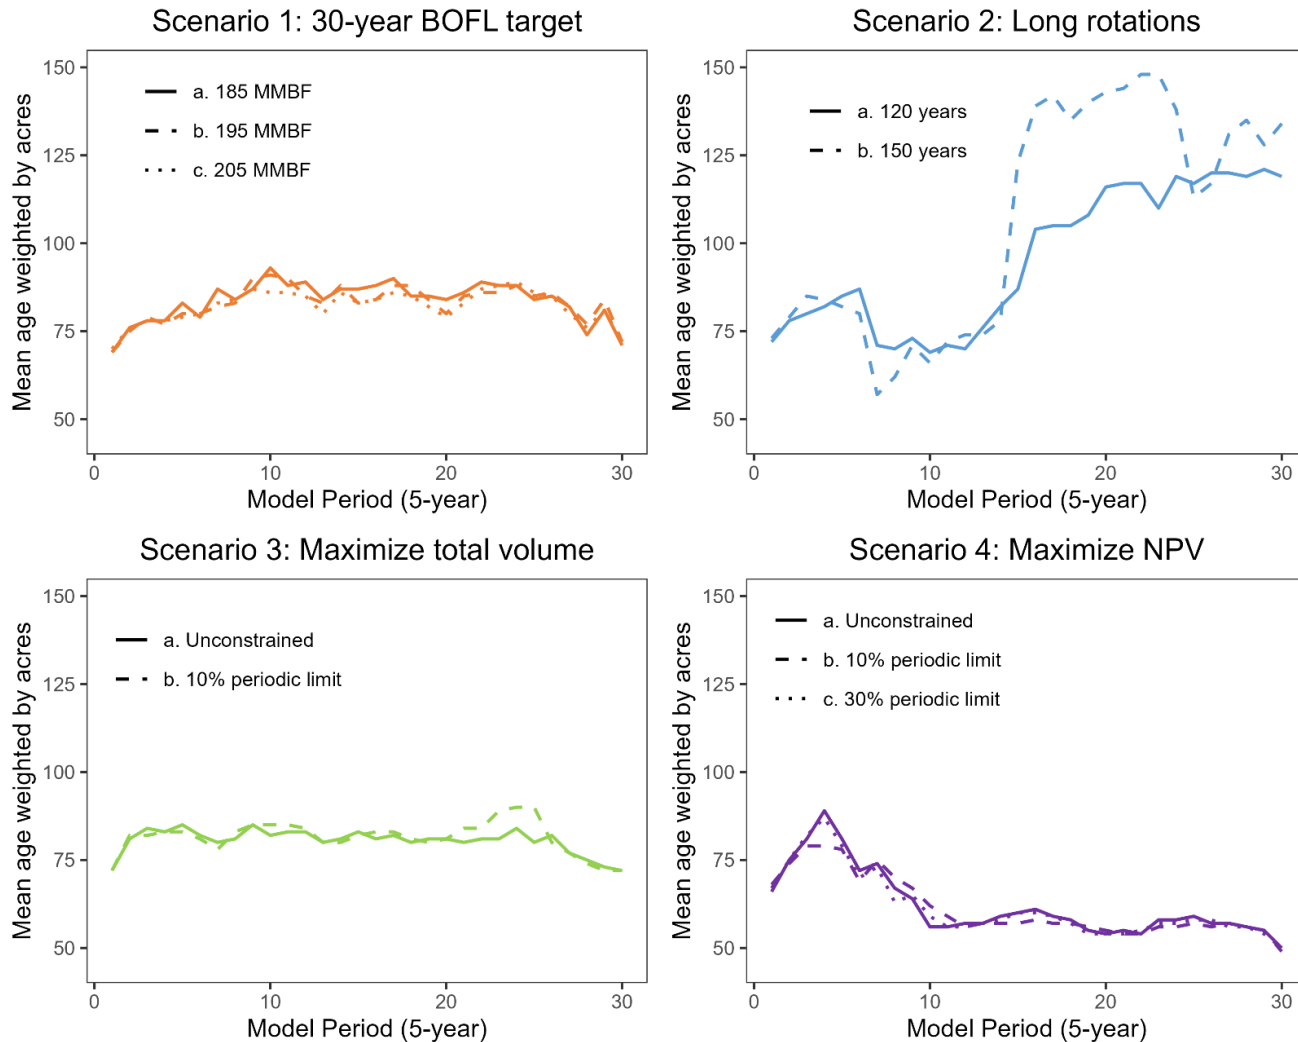 Scenario 1: 30-year BOFL target
Mean age weighted by acres
150
125
100
75
50
a. 185 MMBF
b. 195 MMBF
c. 205 MMBF
0 10 20 30
Model Period (5-year)
Scenario 2: Long rotations
Mean age weighted by acres
150
125
100
75
50
a. 120 years
b. 150 years
0 10 20 30
Model Period (5-year)
Scenario 3: Maximize total volume
Mean age weighted by acres
150
125
100
75
50
a. Unconstrained
b. 10% periodic limit
0 10 20 30
Model Period (5-year)
Scenario 4: Maximize NPV
Mean age weighted by acres
150
125
100
75
50
a. Unconstrained
b. 10% periodic limit
c. 30% periodic limit
0 10 20 30
Model Period (5-year)